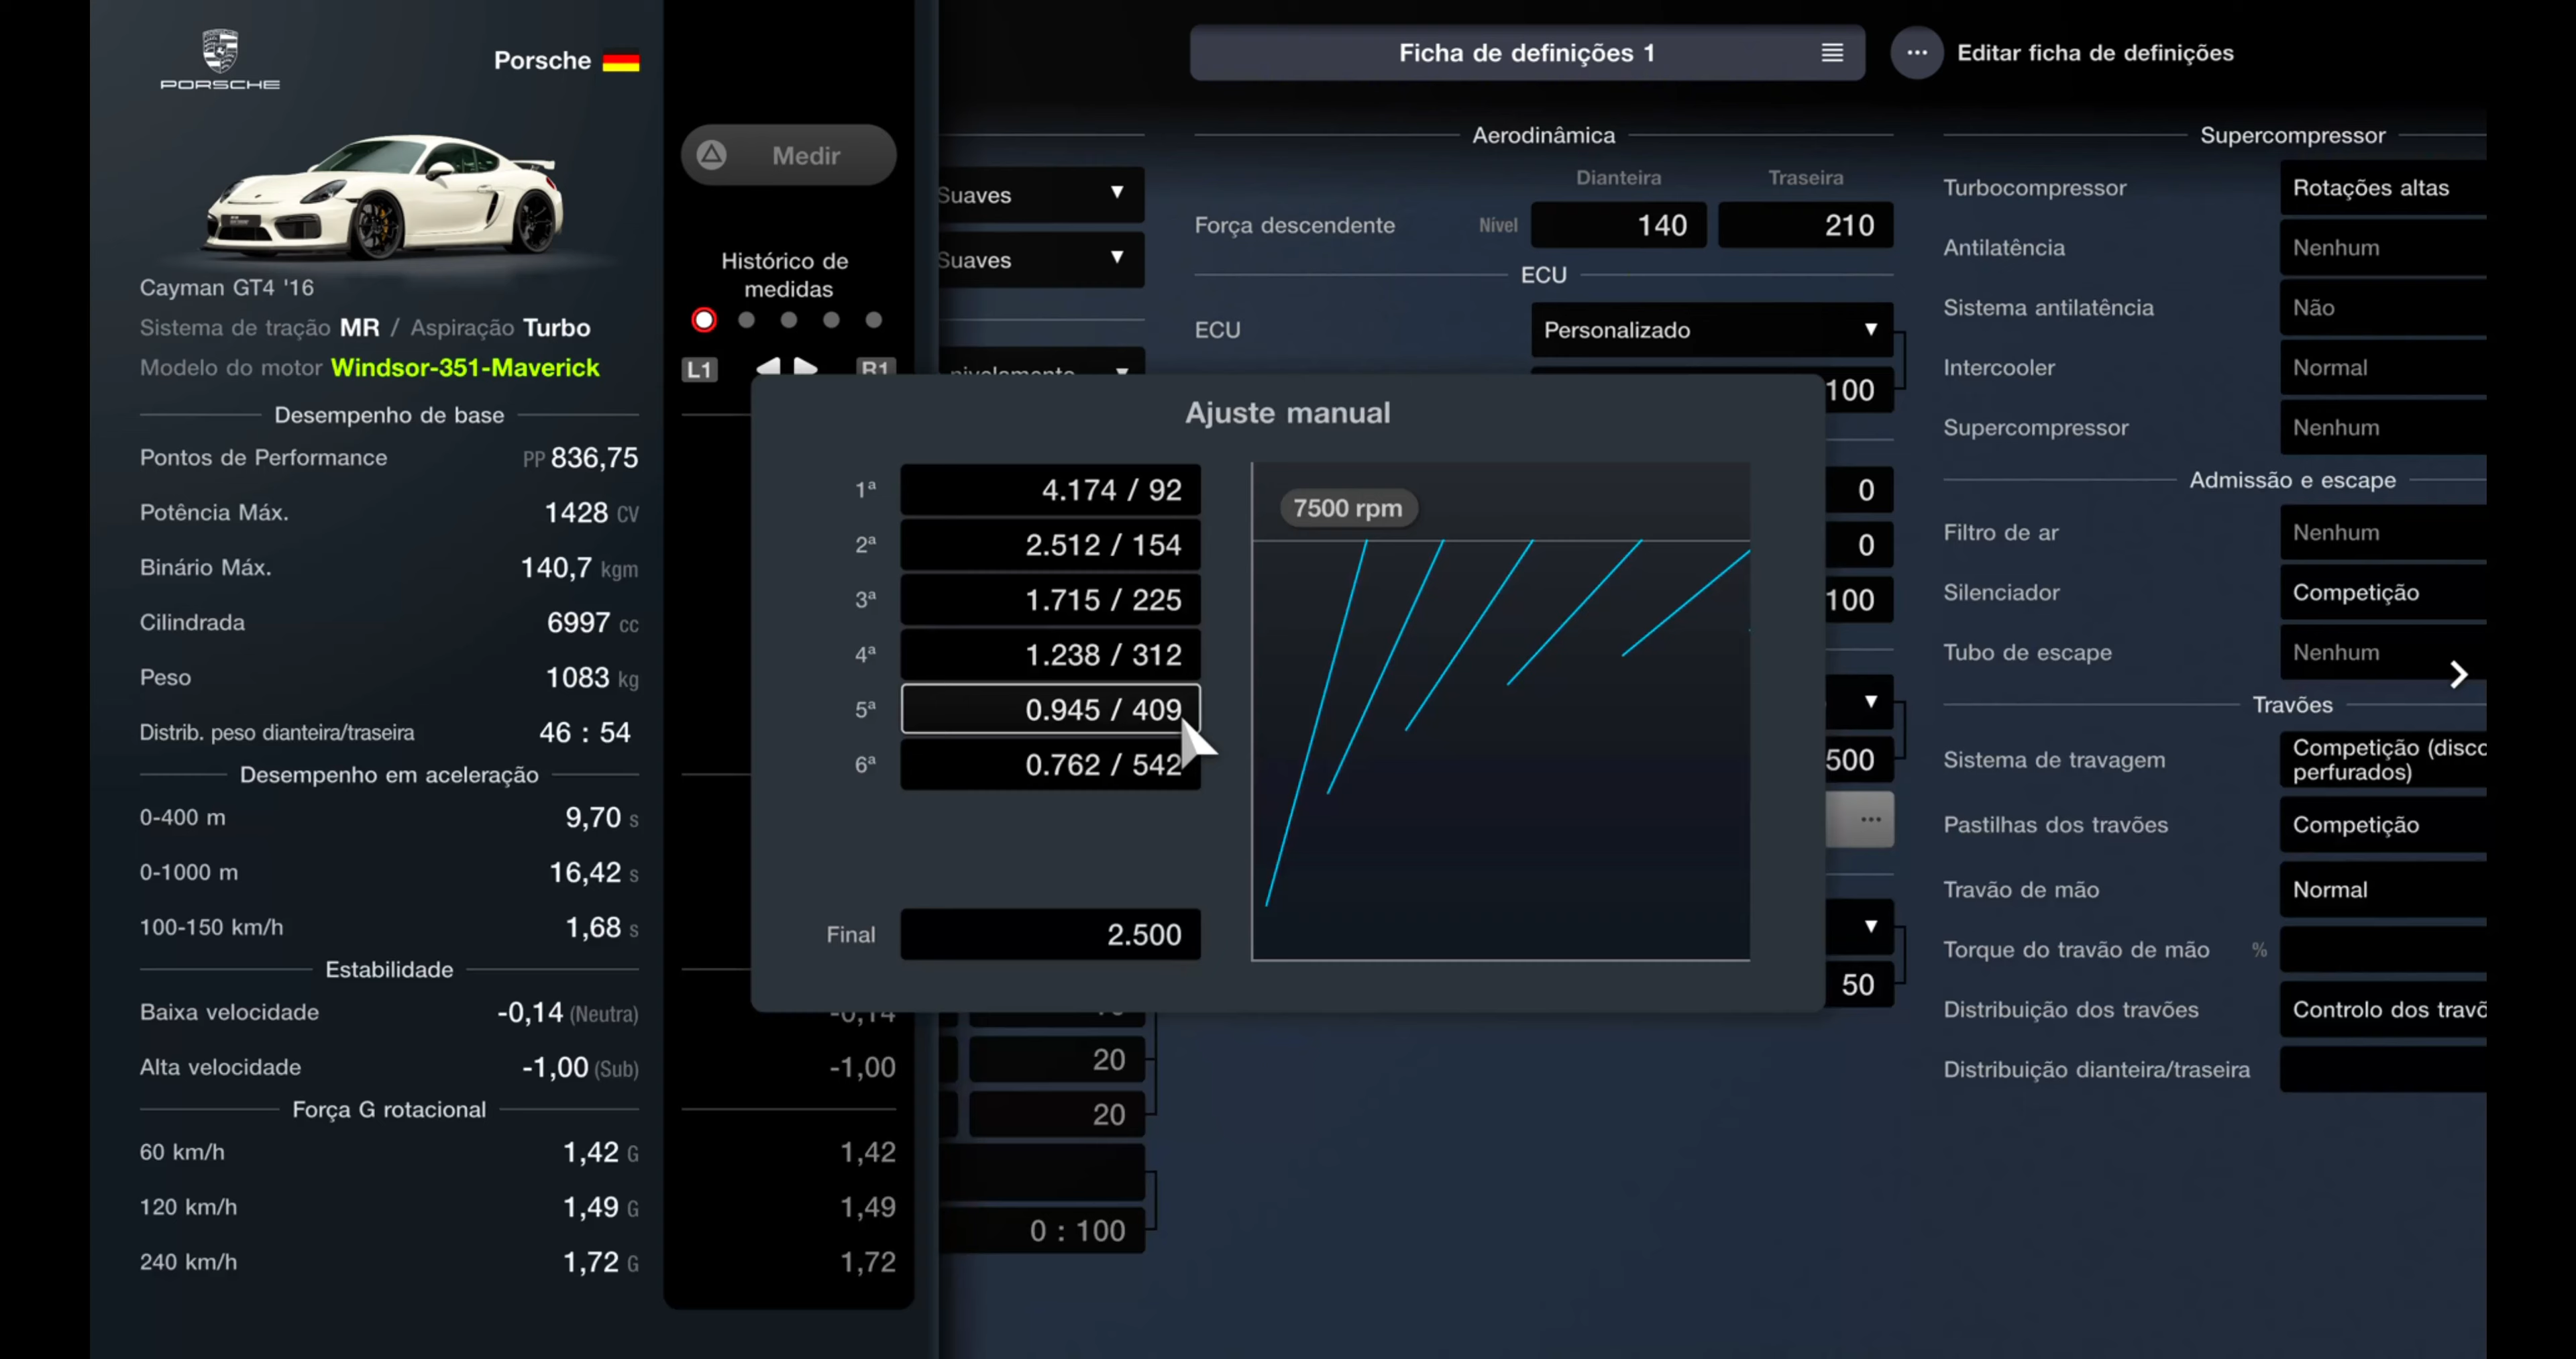 PORSCHE
Porsche
Cayman GT4 '16
Sistema de tração MR / Aspiração Turbo
Modelo do motor Windsor-351-Maverick
Desempenho de base
Pontos de Performance PP 836,75
Potência Máx. 1428 CV
Binário Máx. 140,7 kgm
Cilindrada 6997 cc
Peso 1083 kg
Distrib. peso dianteira/traseira 46 : 54
Desempenho em aceleração
0-400 m 9,70 s
0-1000 m 16,42 s
100-150 km/h 1,68 s
Estabilidade
Baixa velocidade -0,14 (Neutra)
Alta velocidade -1,00 (Sub)
Força G rotacional
60 km/h 1,42 G
120 km/h 1,49 G
240 km/h 1,72 G
Medir
Histórico de
medidas
L1 R1
-0,14
-1,00
1,42
1,49
1,72
Suaves
Suaves
nivelamento
20
20
0 : 100
Ficha de definições 1
Editar ficha de definições
Aerodinâmica
Dianteira Traseira
Força descendente Nível 140 210
ECU
ECU Personalizado
100
0
0
100
500
50
Ajuste manual
1ª 4.174 / 92
2ª 2.512 / 154
3ª 1.715 / 225
4ª 1.238 / 312
5ª 0.945 / 409
6ª 0.762 / 542
Final 2.500
7500 rpm
Supercompressor
Turbocompressor Rotações altas
Antilatência Nenhum
Sistema antilatência Não
Intercooler Normal
Supercompressor Nenhum
Admissão e escape
Filtro de ar Nenhum
Silenciador Competição
Tubo de escape Nenhum
Travões
Sistema de travagem Competição (disco
perfurados)
Pastilhas dos travões Competição
Travão de mão Normal
Torque do travão de mão %
Distribuição dos travões Controlo dos travõ
Distribuição dianteira/traseira